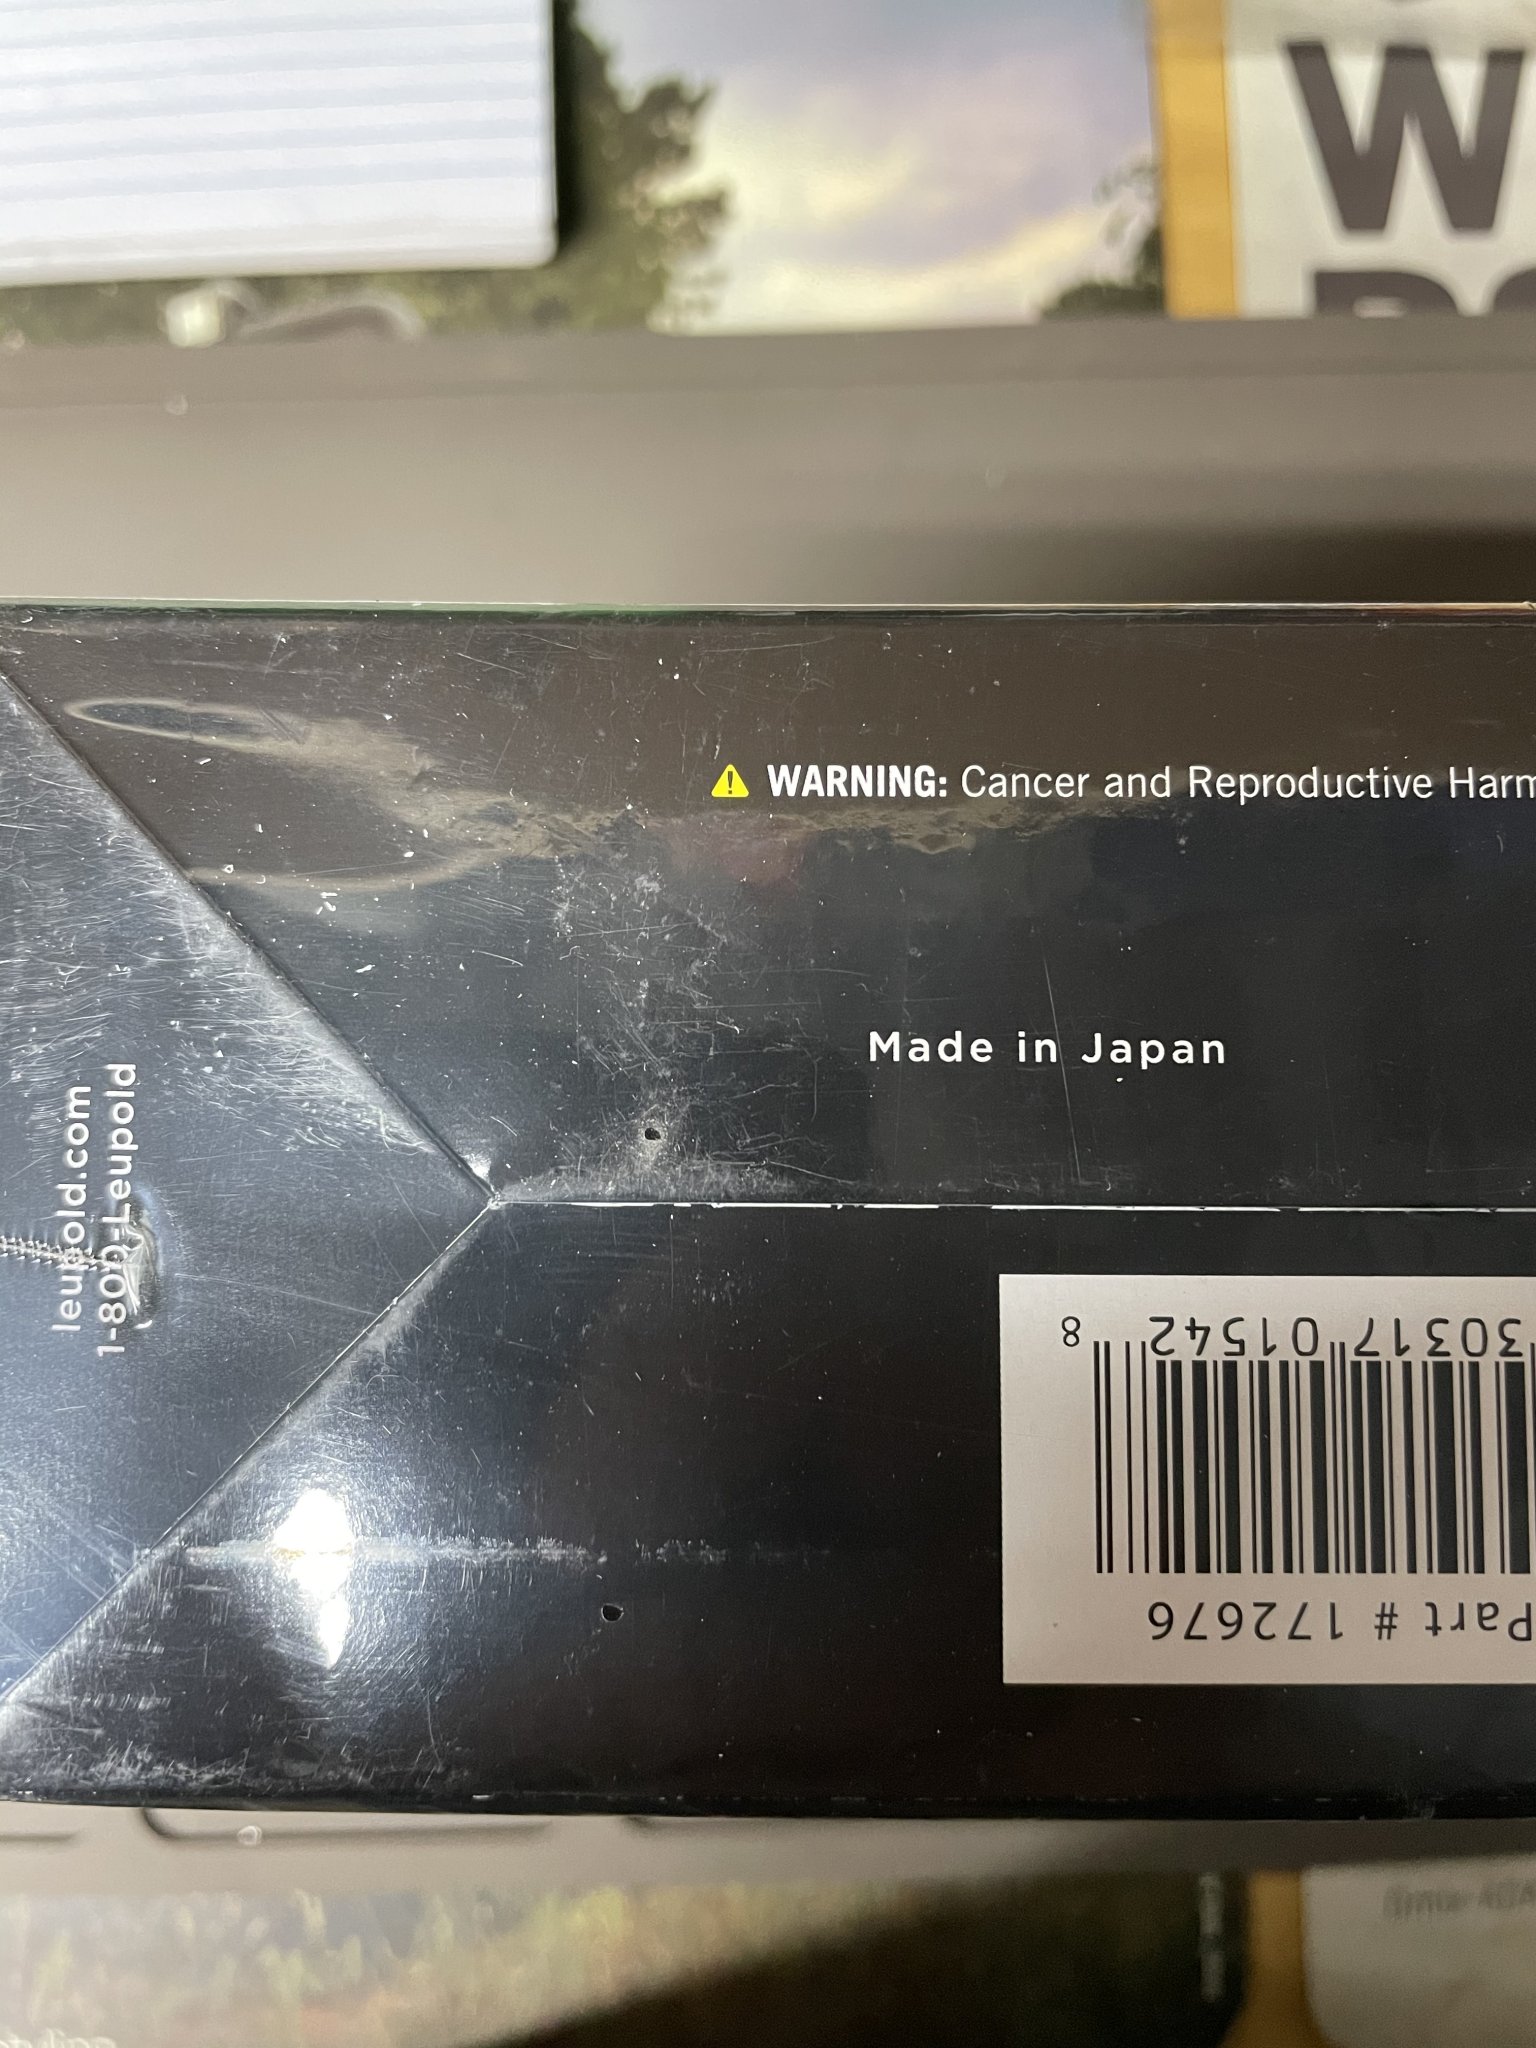 W
⚠ WARNING: Cancer and Reproductive Harm
Made in Japan
leupold.com
1-800-Leupold
30317 01542 8
Part # 172676